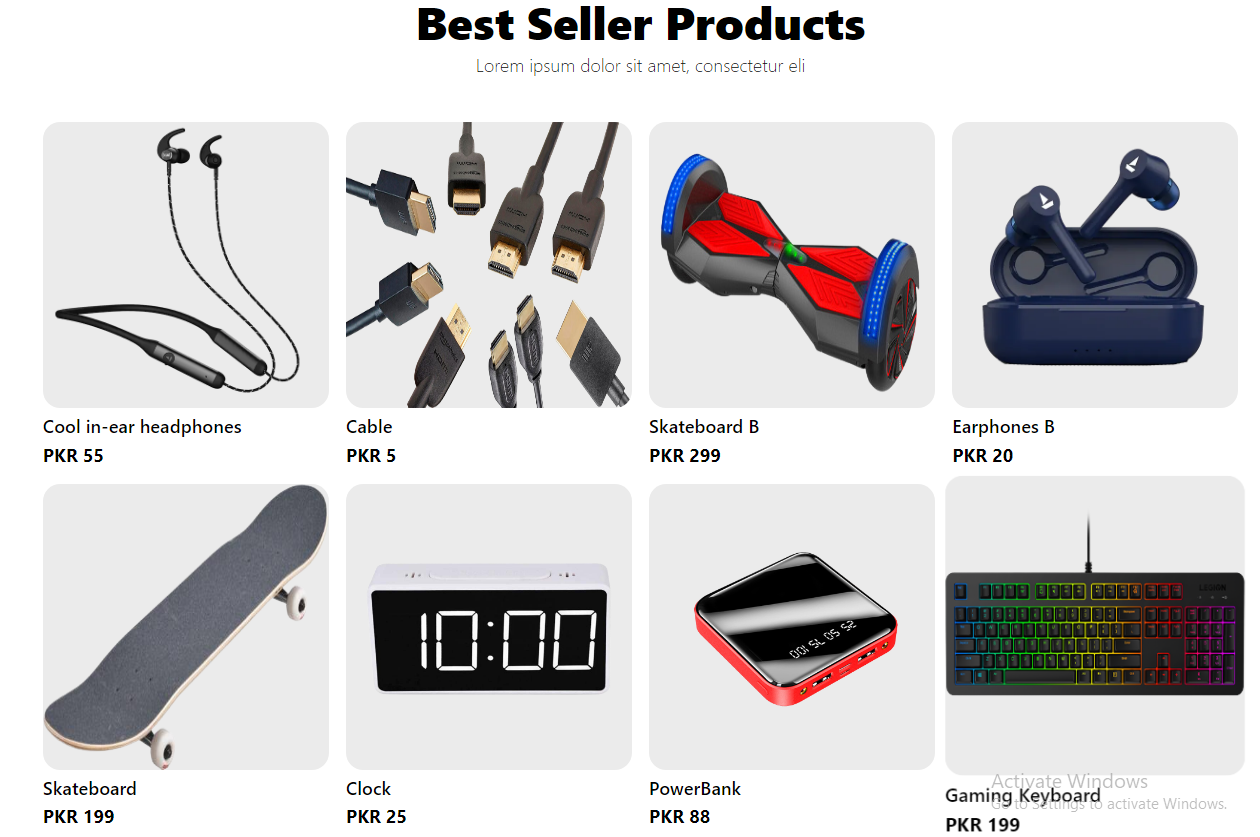 Best Seller Products
Lorem ipsum dolor sit amet, consectetur eli
Cool in-ear headphones
PKR 55
Cable
PKR 5
Skateboard B
PKR 299
Earphones B
PKR 20
10:00
LEGION
Skateboard
PKR 199
Clock
PKR 25
PowerBank
PKR 88
Gaming Keyboard
PKR 199
Activate Windows
Go to Settings to activate Windows.